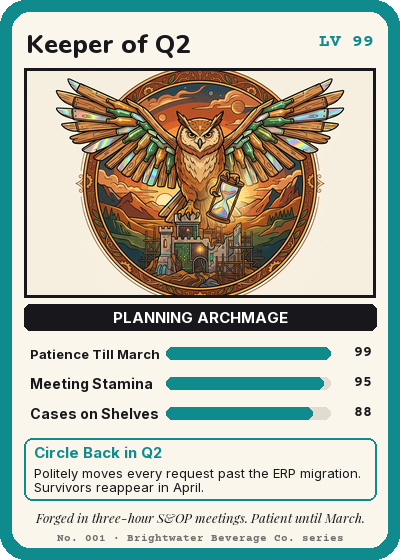 Keeper of Q2
LV 99
PLANNING ARCHMAGE
Patience Till March 99
Meeting Stamina 95
Cases on Shelves 88
Circle Back in Q2
Politely moves every request past the ERP migration.
Survivors reappear in April.
Forged in three-hour S&OP meetings. Patient until March.
No. 001 · Brightwater Beverage Co. series